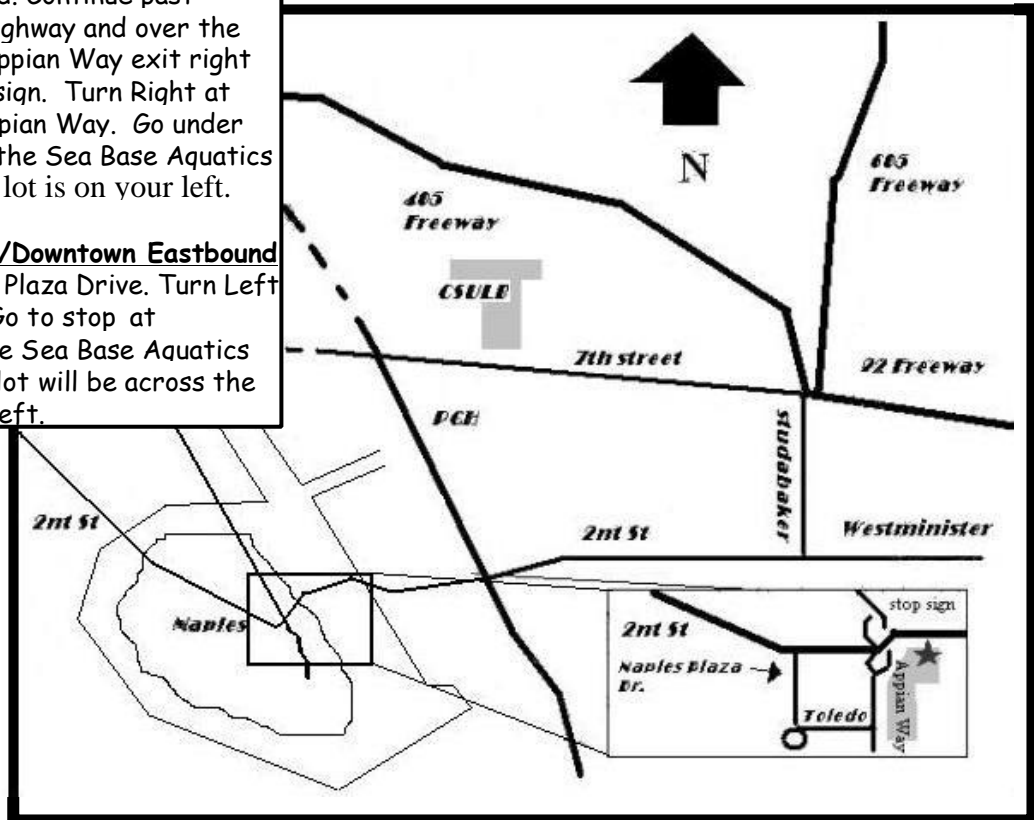 Continue past
ghway and over the
ppian Way exit right
sign. Turn Right at
pian Way. Go under
the Sea Base Aquatics
lot is on your left.
/Downtown Eastbound
Plaza Drive. Turn Left
Go to stop at
e Sea Base Aquatics
lot will be across the
eft.
N
405
Freeway
605
Freeway
CSULB
7th street
22 Freeway
PCH
studabaker
2nt St
2nt St
Westminister
Naples
stop sign
2nt St
Naples Plaza
Dr.
Appian Way
Toledo